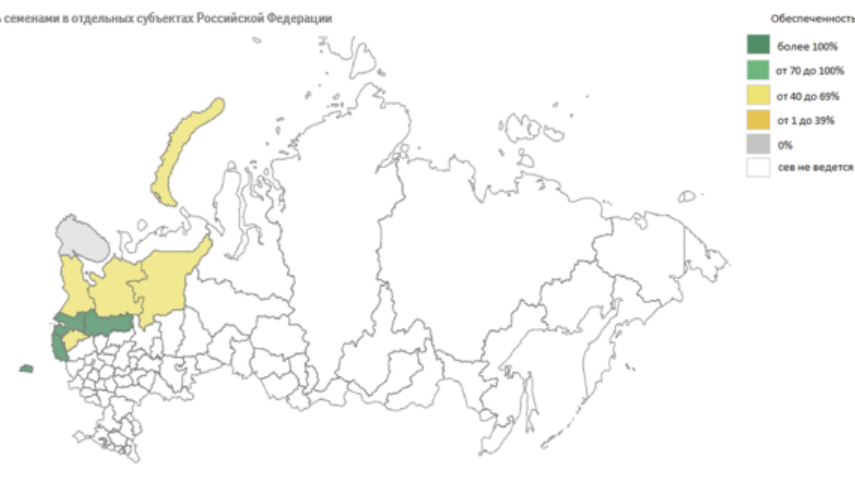 ь семенами в отдельных субъектах Российской Федерации
Обеспеченность
более 100%
от 70 до 100%
от 40 до 69%
от 1 до 39%
0%
сев не ведется